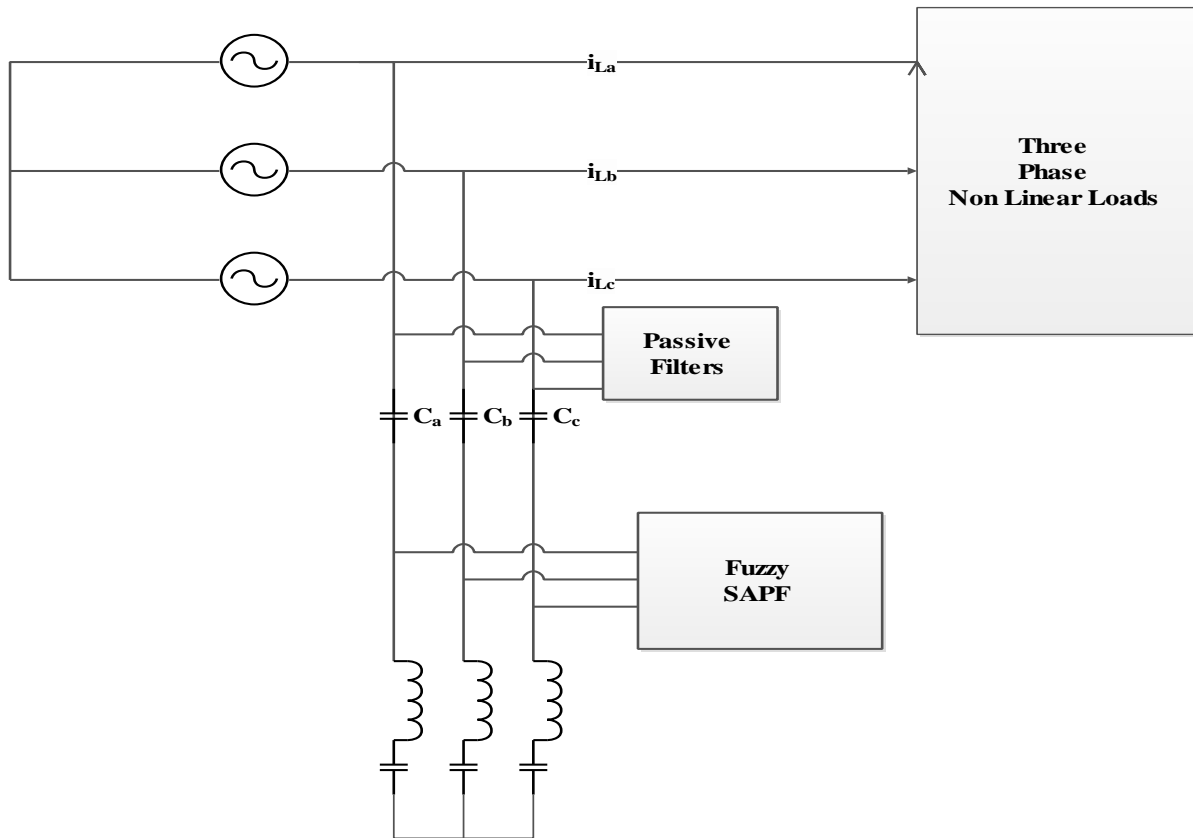 iLa
Three
Phase
Non Linear Loads
iLb
iLc
Passive
Filters
Ca
Cb
Cc
Fuzzy
SAPF